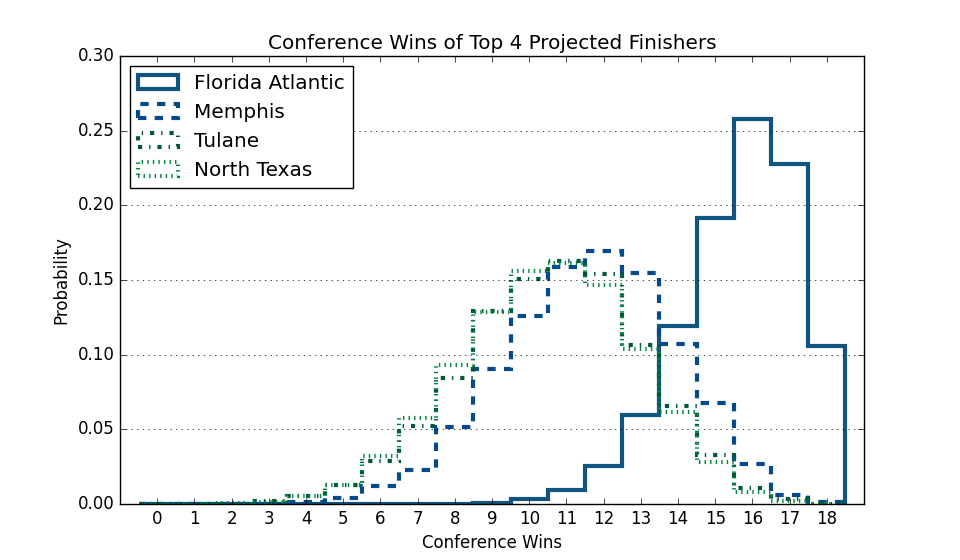 Conference Wins of Top 4 Projected Finishers
0.30
0.25
0.20
0.15
0.10
0.05
0.00
Probability
Florida Atlantic
Memphis
Tulane
North Texas
0 1 2 3 4 5 6 7 8 9 10 11 12 13 14 15 16 17 18
Conference Wins